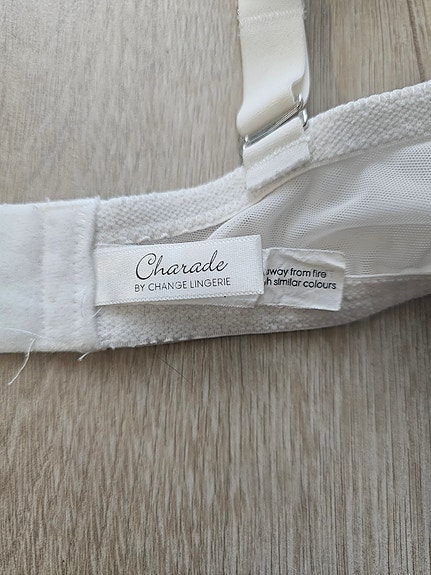 Charade
BY CHANGE LINGERIE
away from fire
similar colours